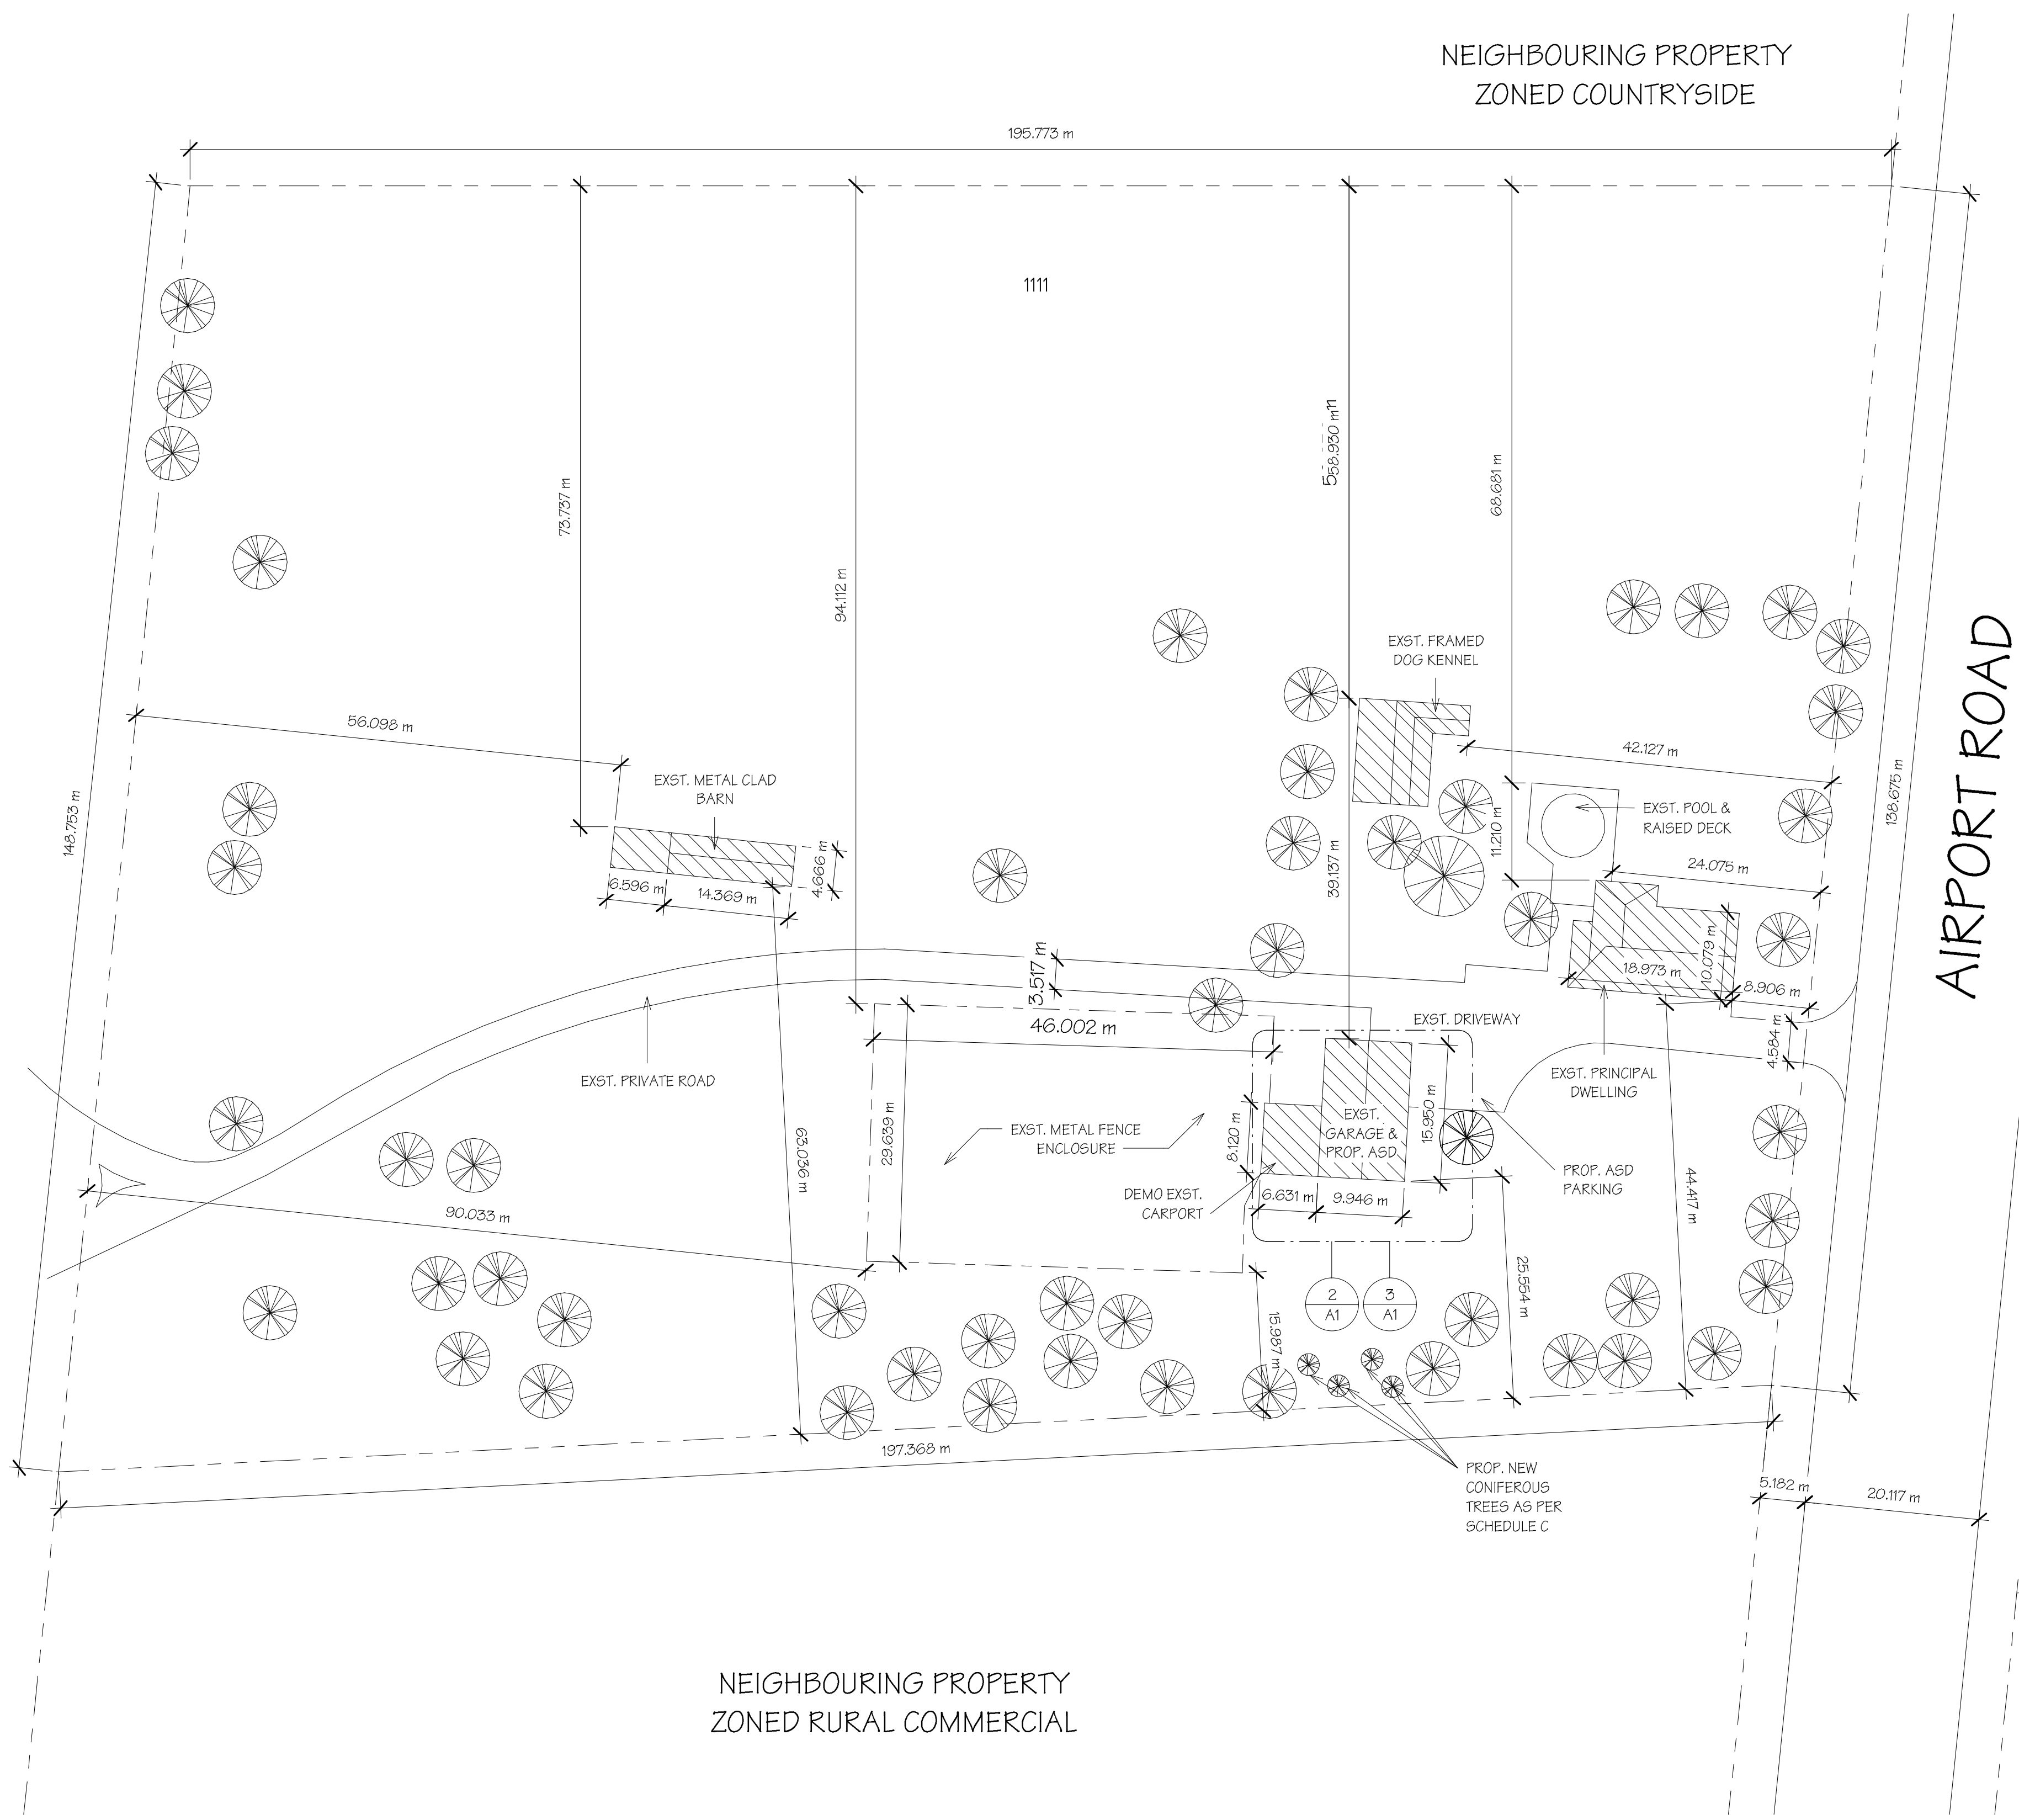 NEIGHBOURING PROPERTY
ZONED COUNTRYSIDE
195.773 m
1111
58.930 m
68.681 m
73.737 m
94.112 m
EXST. FRAMED
DOG KENNEL
AIRPORT ROAD
56.098 m
42.127 m
138.675 m
148.753 m
EXST. METAL CLAD
BARN
EXST. POOL &
RAISED DECK
11.210 m
39.137 m
24.075 m
4.666 m
6.596 m
14.369 m
3.517 m
10.079 m
18.973 m
8.906 m
46.002 m
EXST. DRIVEWAY
4.584 m
EXST. PRIVATE ROAD
EXST. PRINCIPAL
DWELLING
29.639 m
63.036 m
EXST. METAL FENCE
ENCLOSURE
8.120 m
EXST.
GARAGE &
PROP. ASD
15.950 m
PROP. ASD
PARKING
DEMO EXST.
CARPORT
6.631 m
9.946 m
44.417 m
90.033 m
25.554 m
2
A1
3
A1
15.987 m
197.368 m
PROP. NEW
CONIFEROUS
TREES AS PER
SCHEDULE C
5.182 m
20.117 m
NEIGHBOURING PROPERTY
ZONED RURAL COMMERCIAL